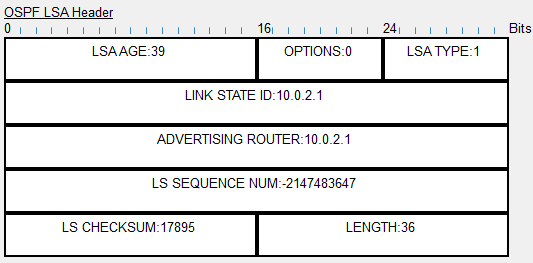 OSPF LSA Header
0 16 24 Bits
LSA AGE:39 OPTIONS:0 LSA TYPE:1
LINK STATE ID:10.0.2.1
ADVERTISING ROUTER:10.0.2.1
LS SEQUENCE NUM:-2147483647
LS CHECKSUM:17895 LENGTH:36